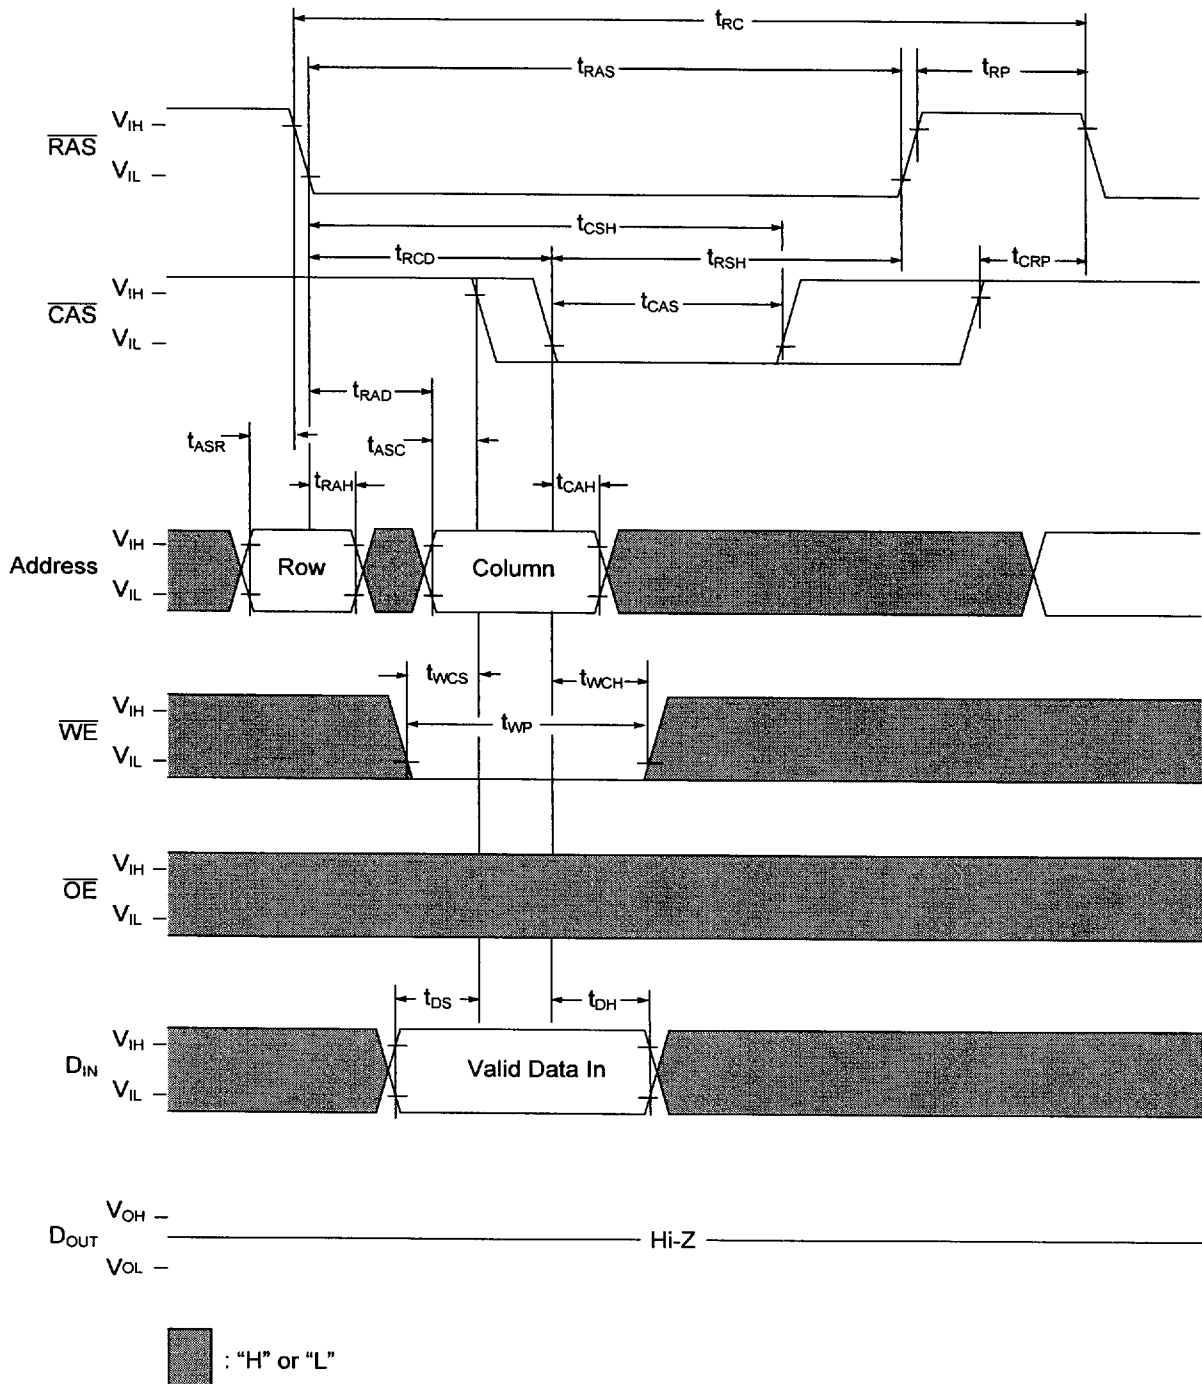 tRC
tRAS
tRP
VIH
RAS
VIL
tCSH
tRCD
tRSH
tCRP
VIH
CAS
tCAS
VIL
tRAD
tASR
tASC
tRAH
tCAH
VIH
Address
Row
Column
VIL
tWCS
tWCH
VIH
WE
tWP
VIL
VIH
OE
VIL
tDS
tDH
VIH
DIN
Valid Data In
VIL
VOH
DOUT
Hi-Z
VOL
: “H” or “L”